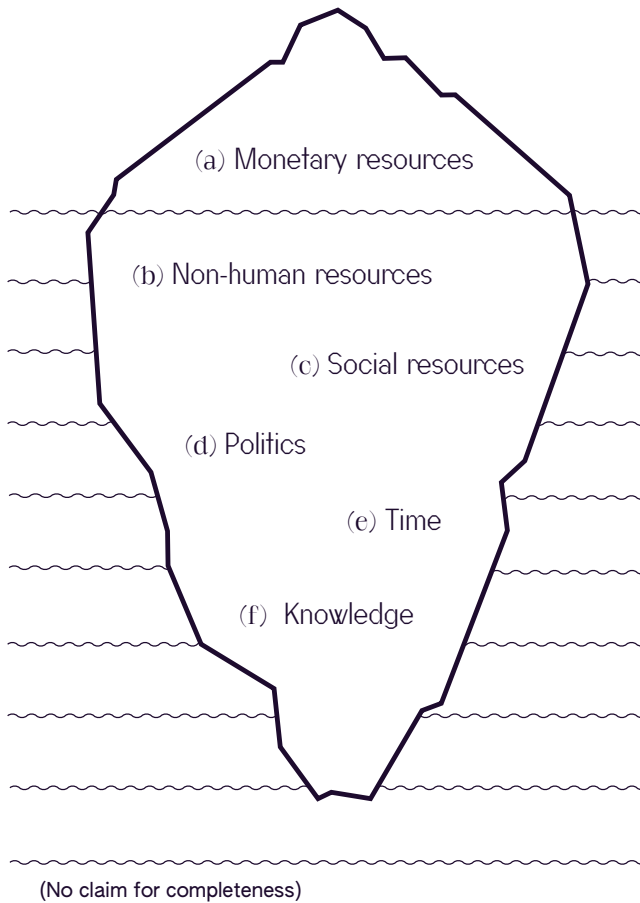 (a) Monetary resources
(b) Non-human resources
(c) Social resources
(d) Politics
(e) Time
(f) Knowledge
(No claim for completeness)